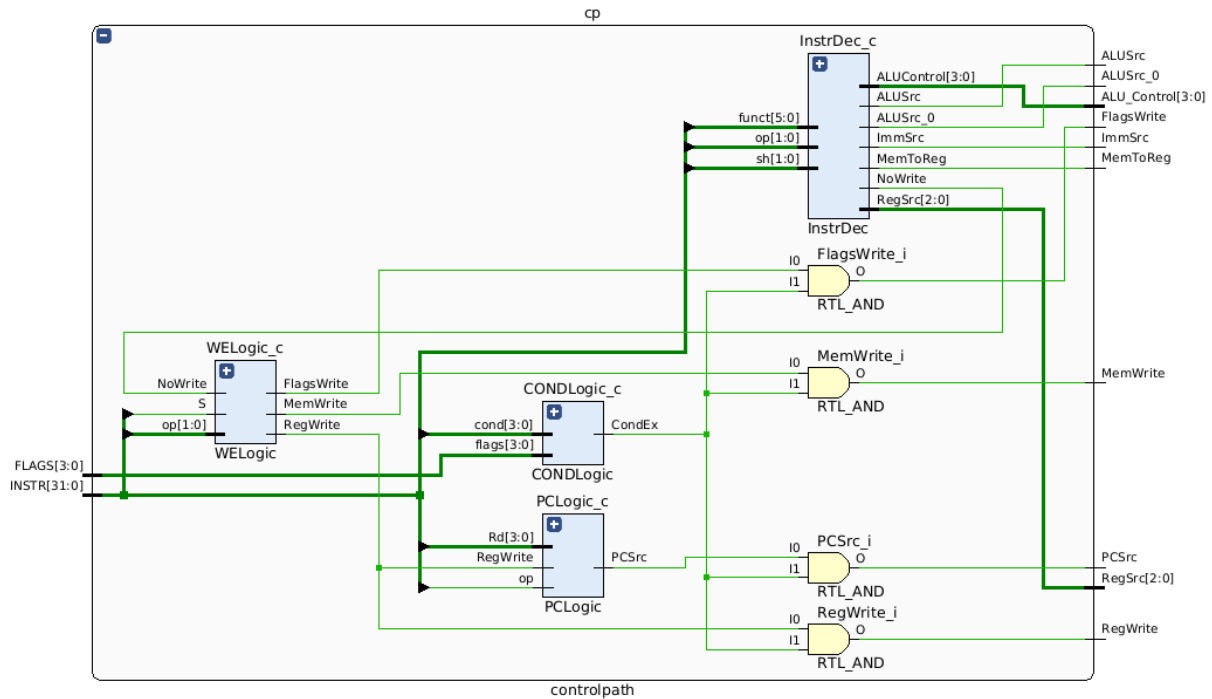 cp
InstrDec_c
funct[5:0]
op[1:0]
sh[1:0]
ALUControl[3:0]
ALUSrc
ALUSrc_0
ImmSrc
MemToReg
NoWrite
RegSrc[2:0]
InstrDec
ALUSrc
ALUSrc_0
ALU_Control[3:0]
FlagsWrite
ImmSrc
MemToReg
FlagsWrite_i
I0
I1
O
RTL_AND
WELogic_c
NoWrite
S
op[1:0]
FlagsWrite
MemWrite
RegWrite
WELogic
MemWrite_i
I0
I1
O
RTL_AND
MemWrite
CONDLogic_c
cond[3:0]
flags[3:0]
CondEx
CONDLogic
FLAGS[3:0]
INSTR[31:0]
PCLogic_c
Rd[3:0]
RegWrite
op
PCSrc
PCLogic
PCSrc_i
I0
I1
O
RTL_AND
PCSrc
RegSrc[2:0]
RegWrite_i
I0
I1
O
RTL_AND
RegWrite
controlpath